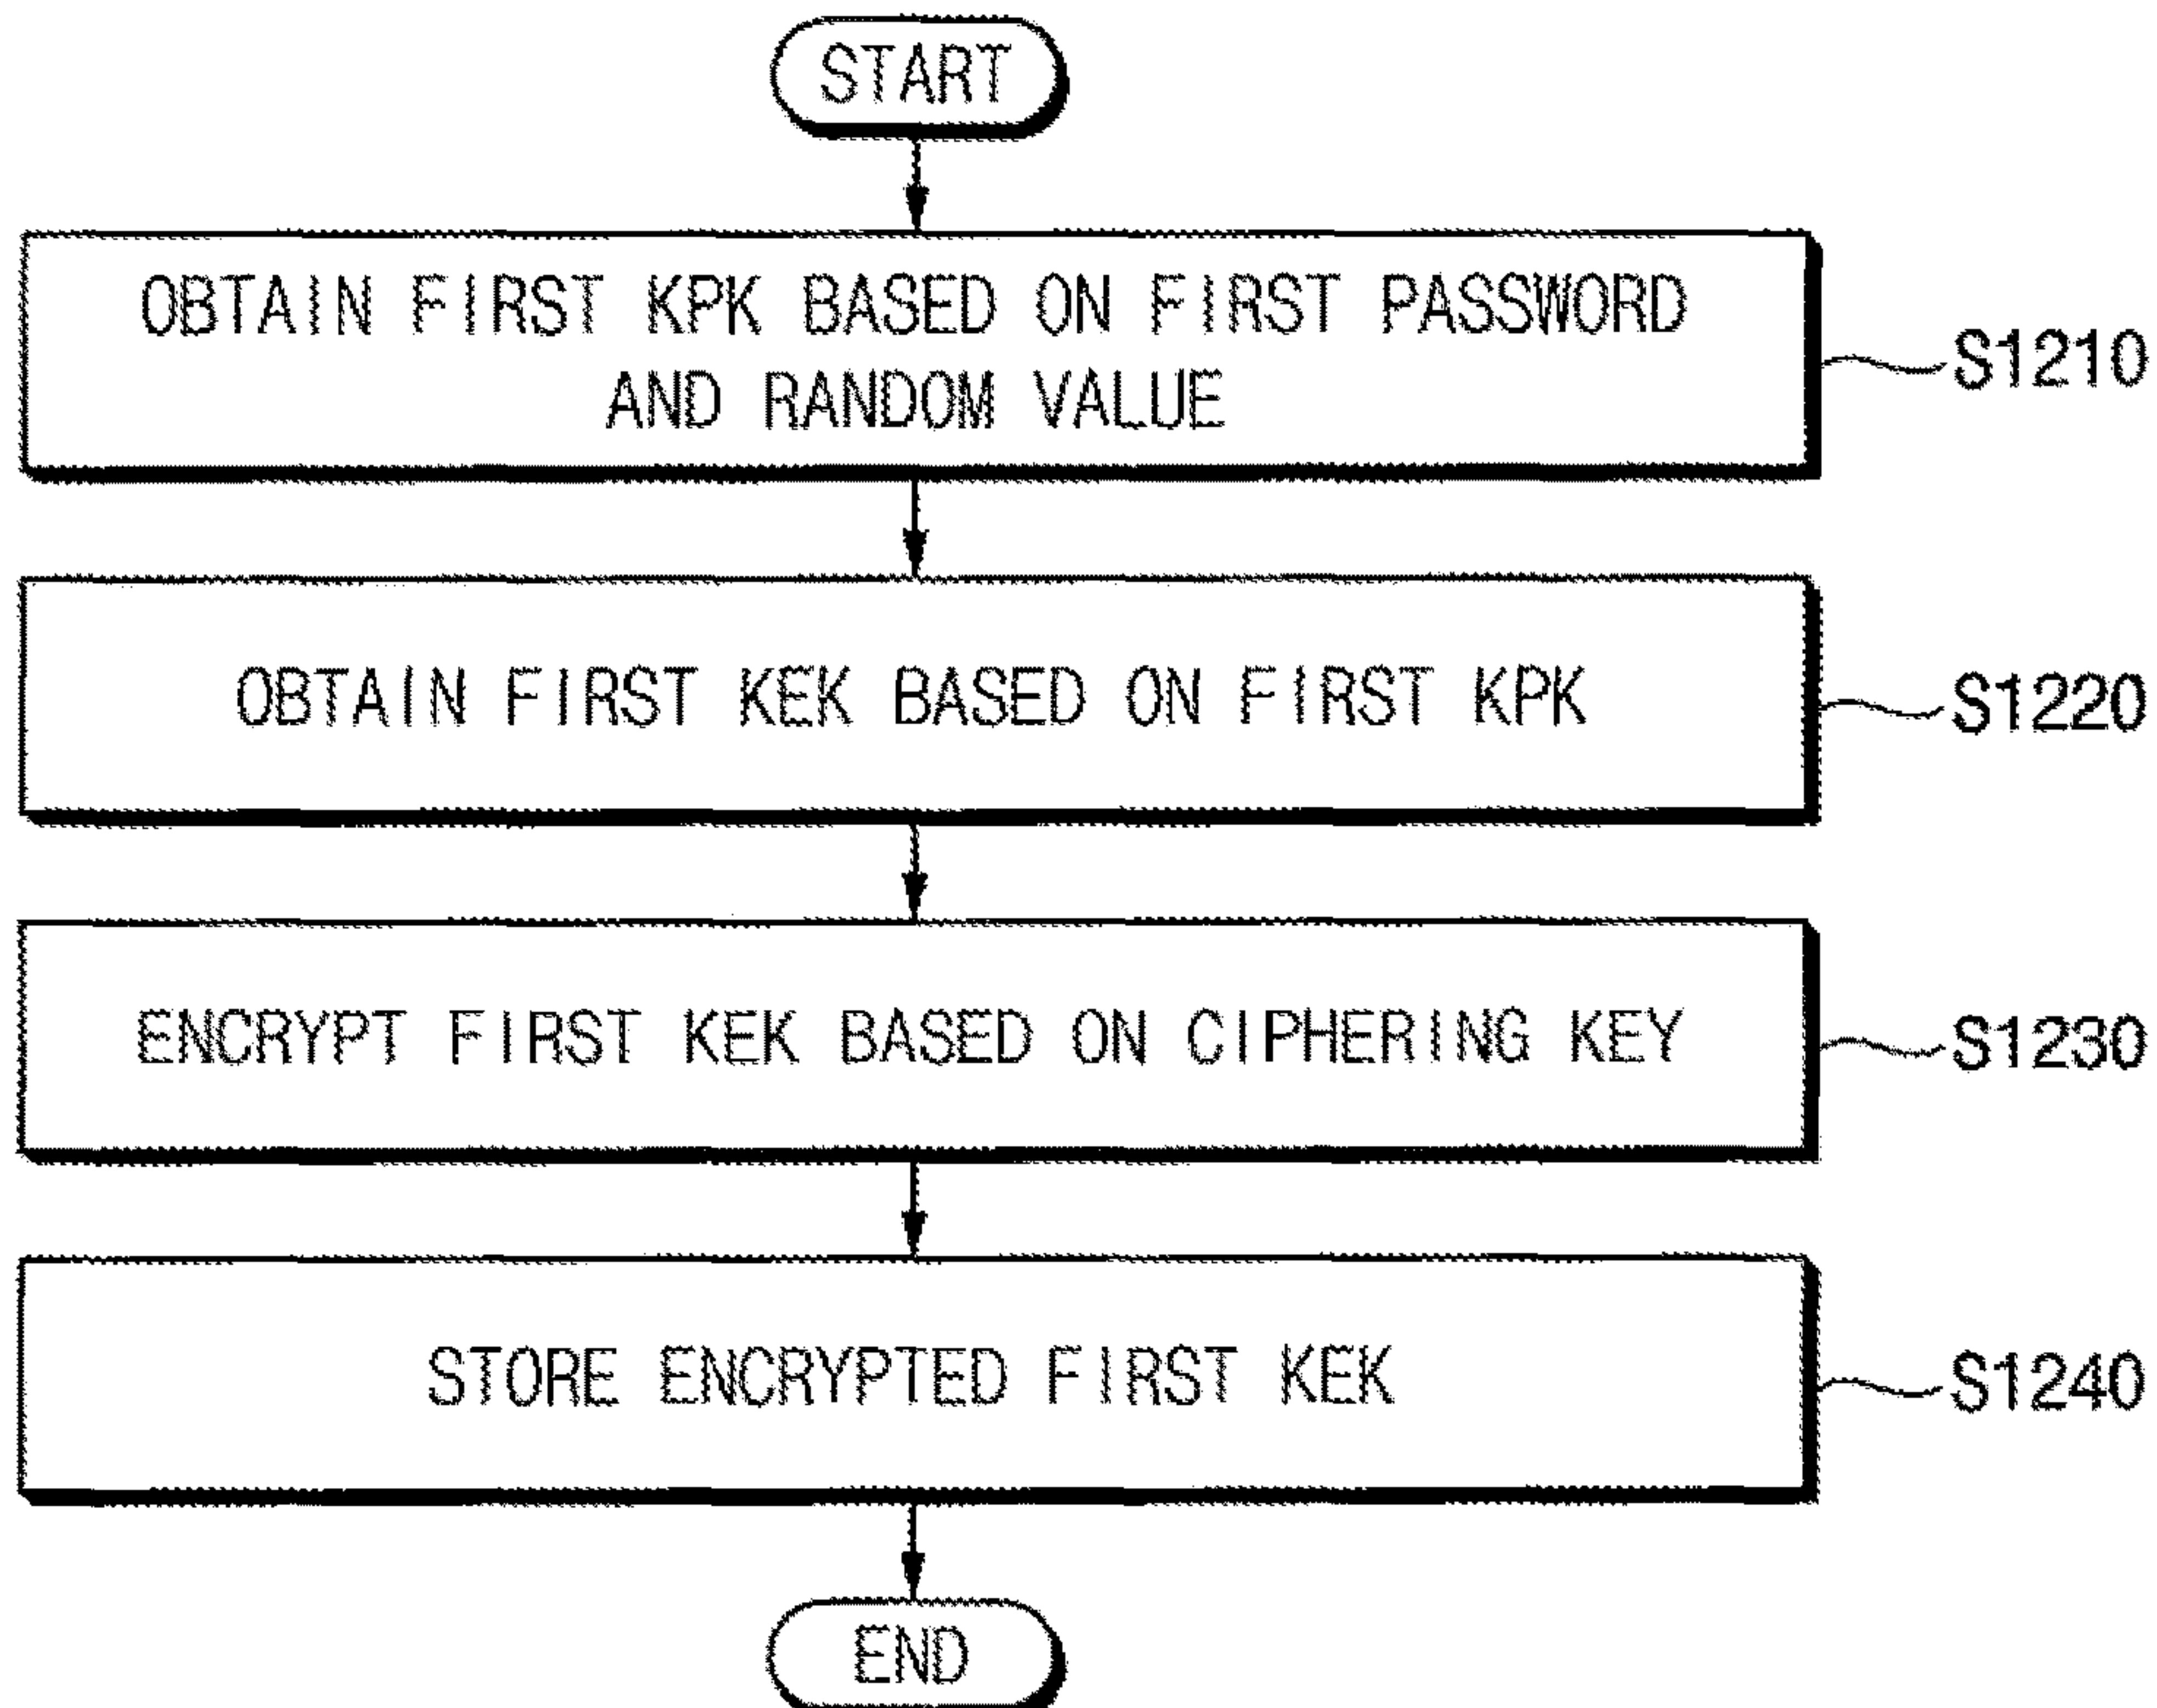 START
OBTAIN FIRST KPK BASED ON FIRST PASSWORD
AND RANDOM VALUE
S1210
OBTAIN FIRST KEK BASED ON FIRST KPK
S1220
ENCRYPT FIRST KEK BASED ON CIPHERING KEY
S1230
STORE ENCRYPTED FIRST KEK
S1240
END